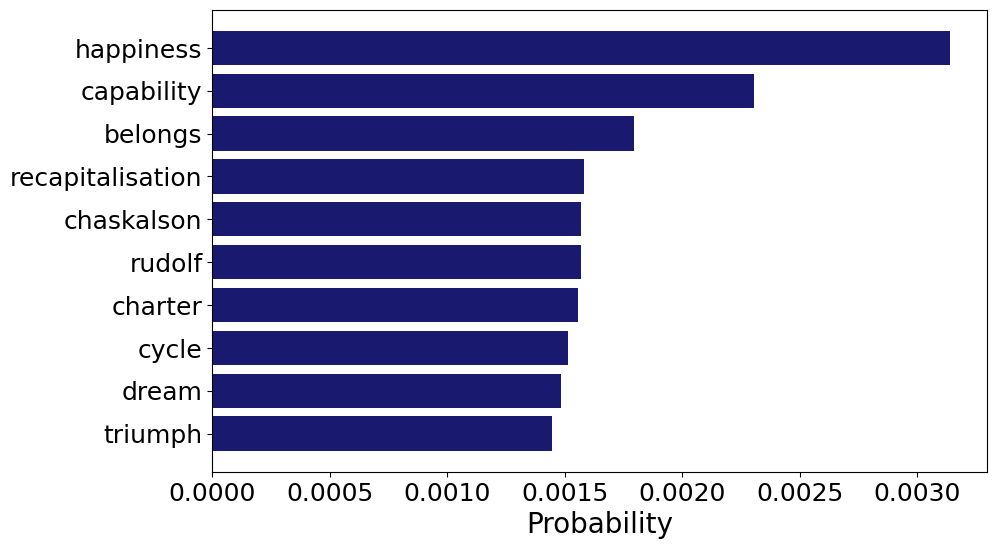 happiness
capability
belongs
recapitalisation
chaskalson
rudolf
charter
cycle
dream
triumph
0.0000 0.0005 0.0010 0.0015 0.0020 0.0025 0.0030
Probability